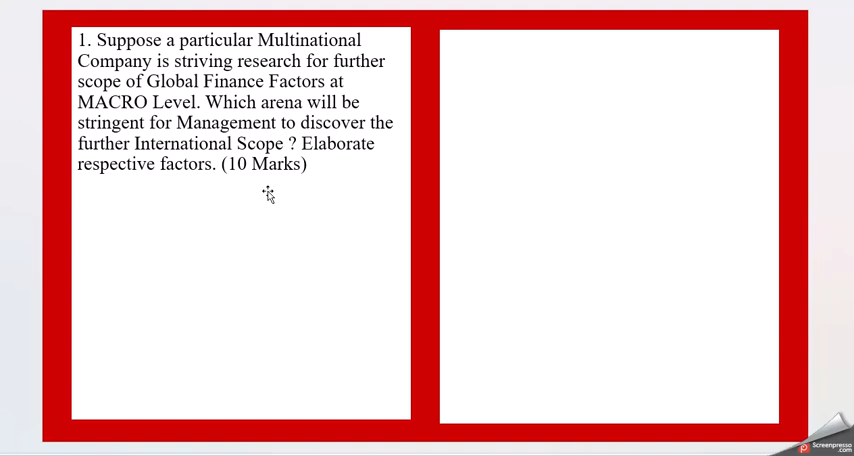 1. Suppose a particular Multinational
Company is striving research for further
scope of Global Finance Factors at
MACRO Level. Which arena will be
stringent for Management to discover the
further International Scope ? Elaborate
respective factors. (10 Marks)
Screenpresso
.com